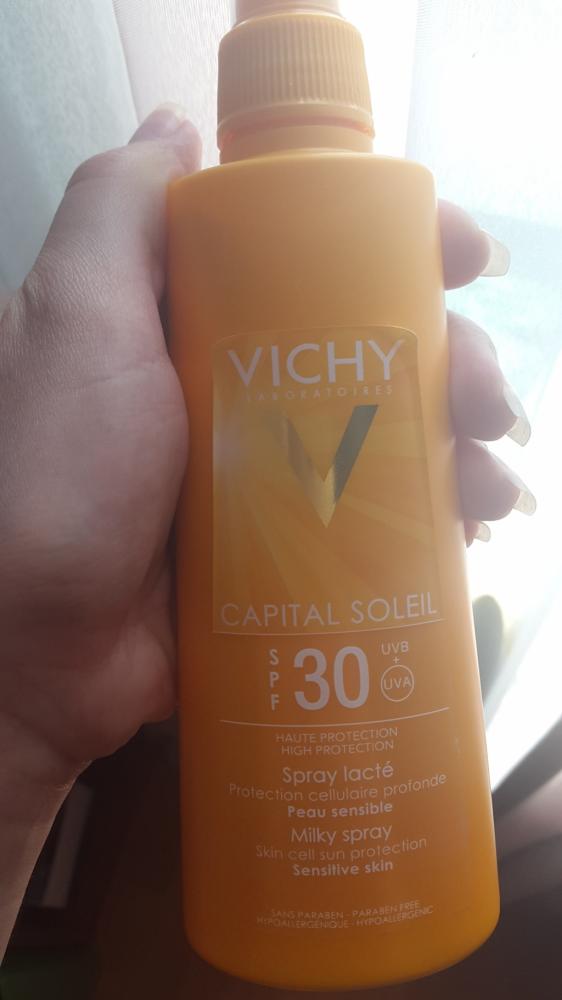 VICHY
LABORATOIRES
V
CAPITAL SOLEIL
SPF 30 UVB + UVA
HAUTE PROTECTION
HIGH PROTECTION
Spray lacté
Protection cellulaire profonde
Peau sensible
Milky spray
Skin cell sun protection
Sensitive skin
SANS PARABEN - PARABEN FREE
HYPOALLERGÉNIQUE - HYPOALLERGENIC